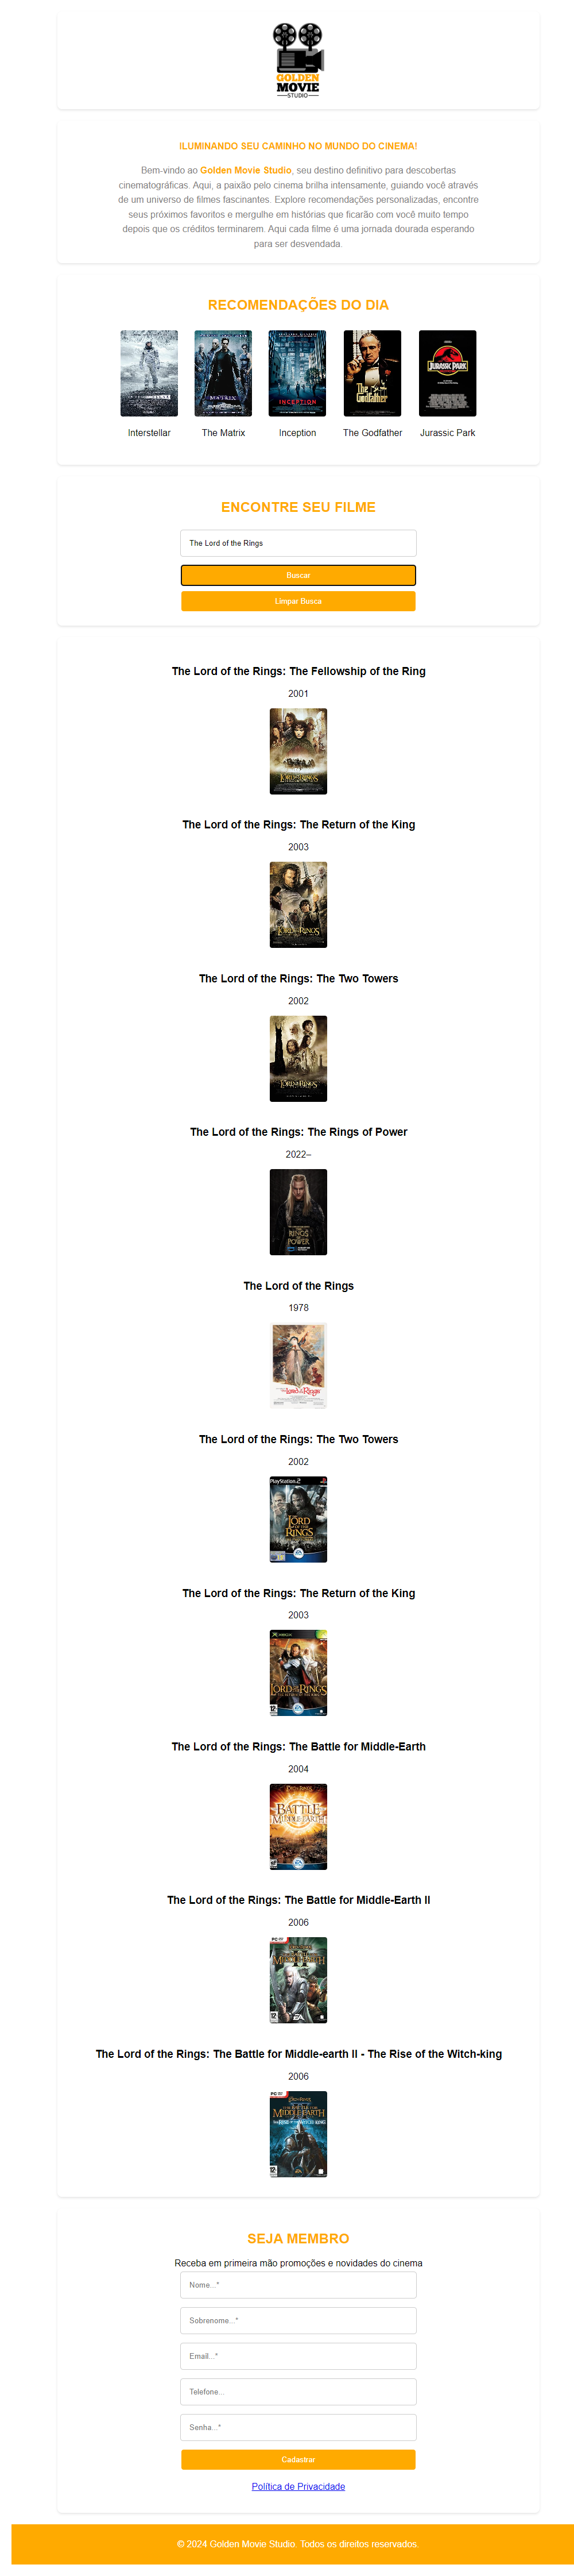 GOLDEN
MOVIE
STUDIO
ILUMINANDO SEU CAMINHO NO MUNDO DO CINEMA!
Bem-vindo ao Golden Movie Studio, seu destino definitivo para descobertas
cinematográficas. Aqui, a paixão pelo cinema brilha intensamente, guiando você através
de um universo de filmes fascinantes. Explore recomendações personalizadas, encontre
seus próximos favoritos e mergulhe em histórias que ficarão com você muito tempo
depois que os créditos terminarem. Aqui cada filme é uma jornada dourada esperando
para ser desvendada.
RECOMENDAÇÕES DO DIA
MATRIX
INCEPTION
The Godfather
JURASSIC PARK
Interstellar
The Matrix
Inception
The Godfather
Jurassic Park
ENCONTRE SEU FILME
The Lord of the Rings
Buscar
Limpar Busca
The Lord of the Rings: The Fellowship of the Ring
2001
The Lord of the Rings: The Return of the King
2003
The Lord of the Rings: The Two Towers
2002
The Lord of the Rings: The Rings of Power
2022–
The Lord of the Rings
1978
The Lord of the Rings: The Two Towers
2002
PlayStation 2
The Lord of the Rings: The Return of the King
2003
The Lord of the Rings: The Battle for Middle-Earth
2004
The Lord of the Rings: The Battle for Middle-Earth II
2006
The Lord of the Rings: The Battle for Middle-earth II - The Rise of the Witch-king
2006
SEJA MEMBRO
Receba em primeira mão promoções e novidades do cinema
Nome...*
Sobrenome...*
Email...*
Telefone...
Senha...*
Cadastrar
Política de Privacidade
© 2024 Golden Movie Studio. Todos os direitos reservados.